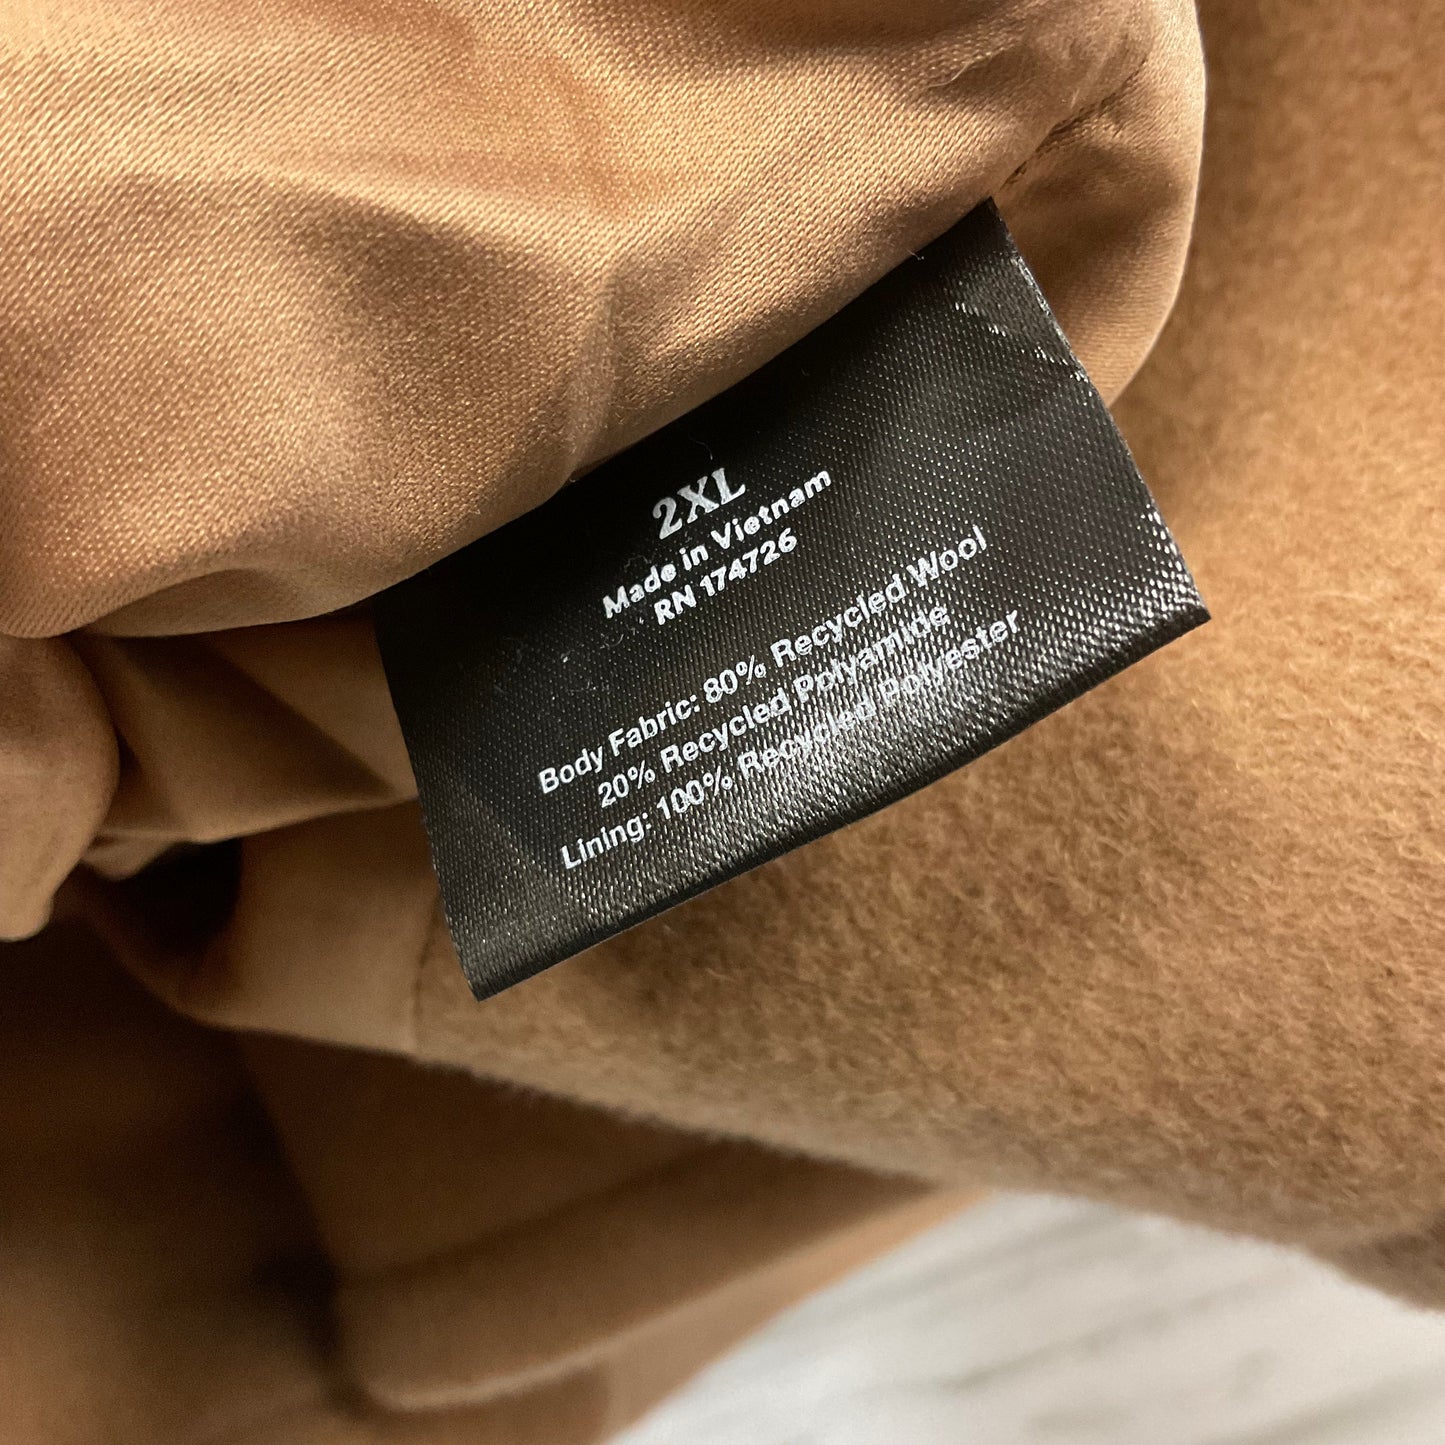 2XL
Made in Vietnam
RN 174726
Body Fabric: 80% Recycled Wool
20% Recycled Polyamide
Lining: 100% Recycled Polyester